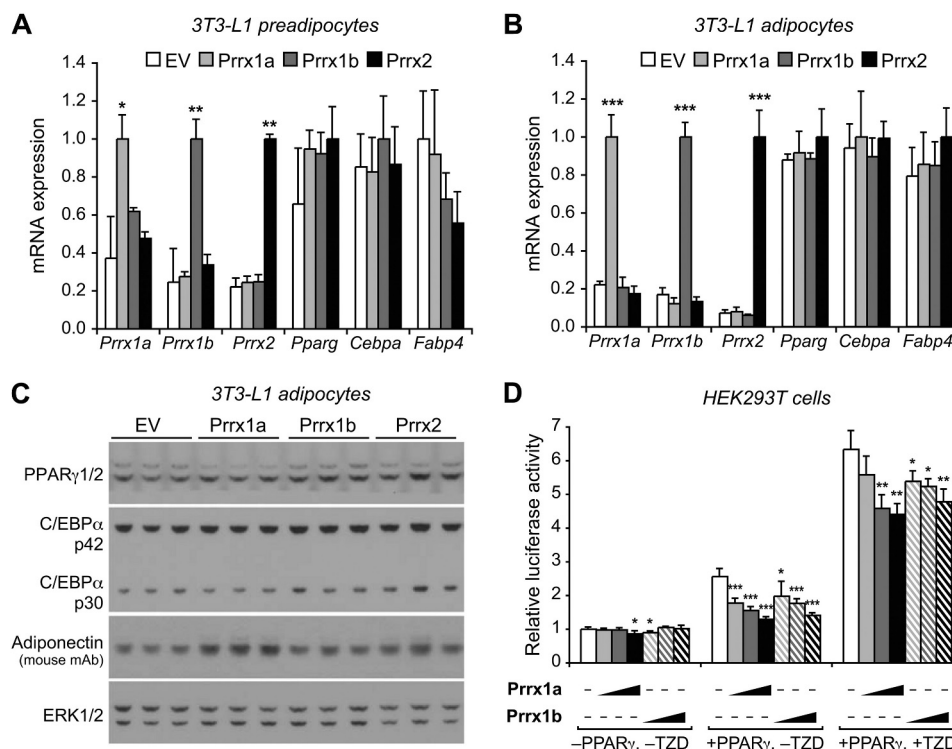 A
3T3-L1 preadipocytes
EV Prrx1a Prrx1b Prrx2
mRNA expression
1.4
1.2
1.0
0.8
0.6
0.4
0.2
0.0
* ** **
Prrx1a Prrx1b Prrx2 Pparg Cebpa Fabp4
B
3T3-L1 adipocytes
EV Prrx1a Prrx1b Prrx2
mRNA expression
1.4
1.2
1.0
0.8
0.6
0.4
0.2
0.0
*** *** ***
Prrx1a Prrx1b Prrx2 Pparg Cebpa Fabp4
C
3T3-L1 adipocytes
EV Prrx1a Prrx1b Prrx2
PPARγ1/2
C/EBPα
p42
C/EBPα
p30
Adiponectin
(mouse mAb)
ERK1/2
D
HEK293T cells
Relative luciferase activity
7
6
5
4
3
2
1
0
* * *** *** *** * *** *** ** ** * * **
Prrx1a – – – – – – – – – – – –
Prrx1b – – – – – – – – – – – –
–PPARγ, –TZD +PPARγ, –TZD +PPARγ, +TZD